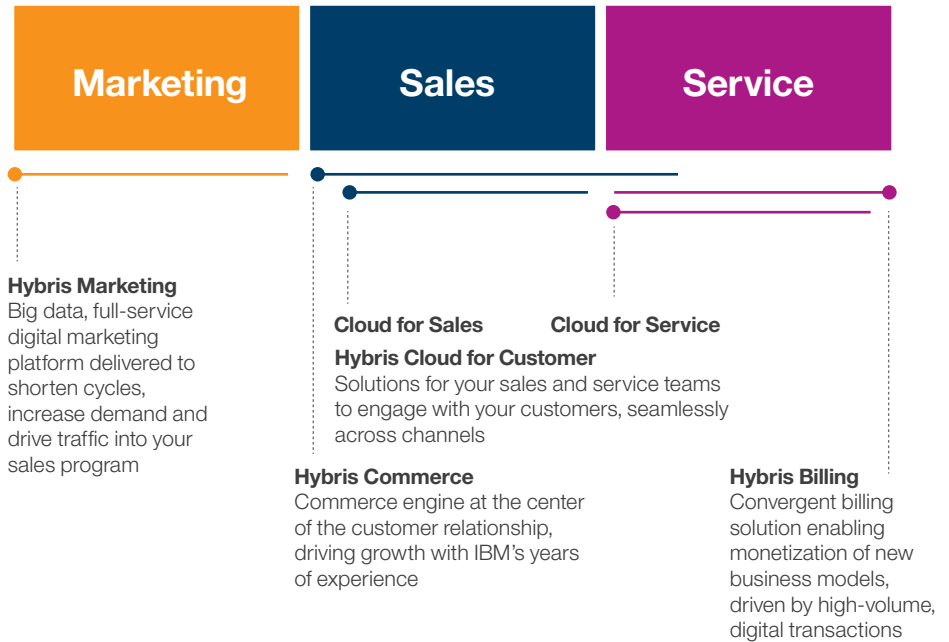 Marketing
Sales
Service
Hybris Marketing
Big data, full-service
digital marketing
platform delivered to
shorten cycles,
increase demand and
drive traffic into your
sales program
Cloud for Sales
Cloud for Service
Hybris Cloud for Customer
Solutions for your sales and service teams
to engage with your customers, seamlessly
across channels
Hybris Commerce
Commerce engine at the center
of the customer relationship,
driving growth with IBM’s years
of experience
Hybris Billing
Convergent billing
solution enabling
monetization of new
business models,
driven by high-volume,
digital transactions